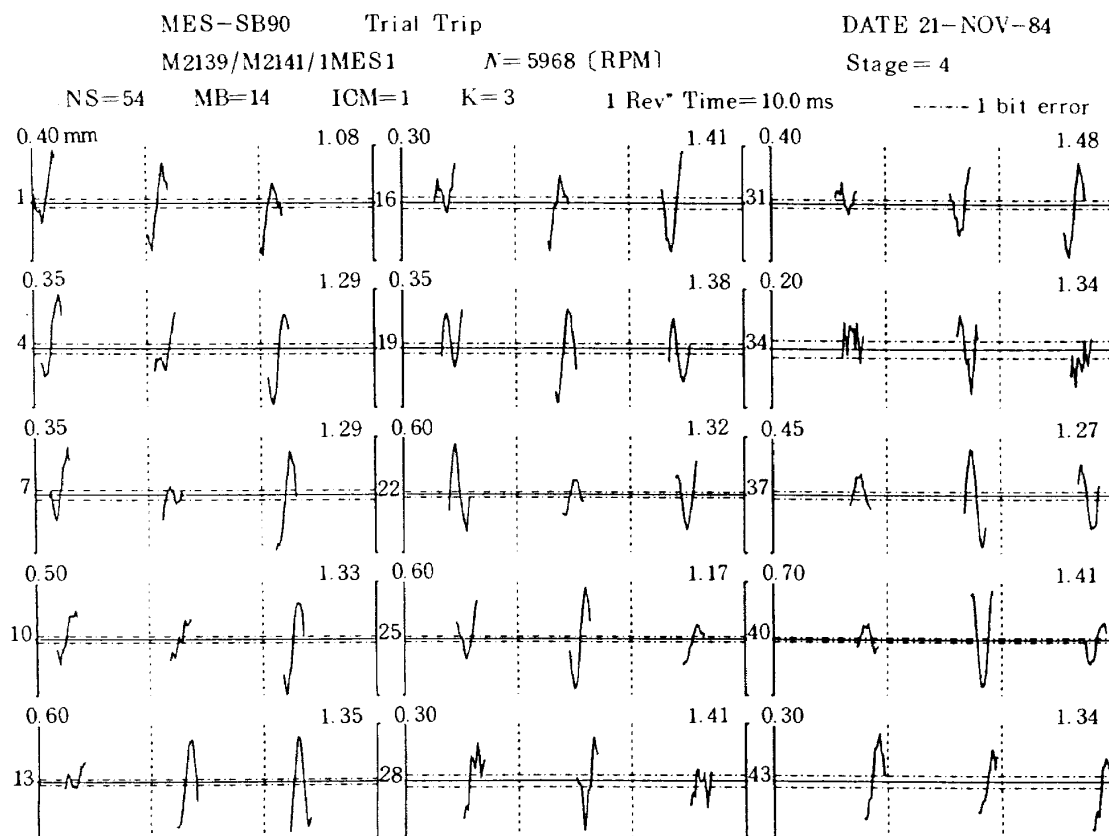 MES-SB90 Trial Trip DATE 21-NOV-84
M2139/M2141/1MES1 N=5968 [RPM] Stage=4
NS=54 MB=14 ICM=1 K=3 1 Revⁿ Time=10.0 ms 1 bit error
0.40 mm 1.08 0.30 1.41 0.40 1.48
1 16 31
0.35 1.29 0.35 1.38 0.20 1.34
4 19 34
0.35 1.29 0.60 1.32 0.45 1.27
7 22 37
0.50 1.33 0.60 1.17 0.70 1.41
10 25 40
0.60 1.35 0.30 1.41 0.30 1.34
13 28 43